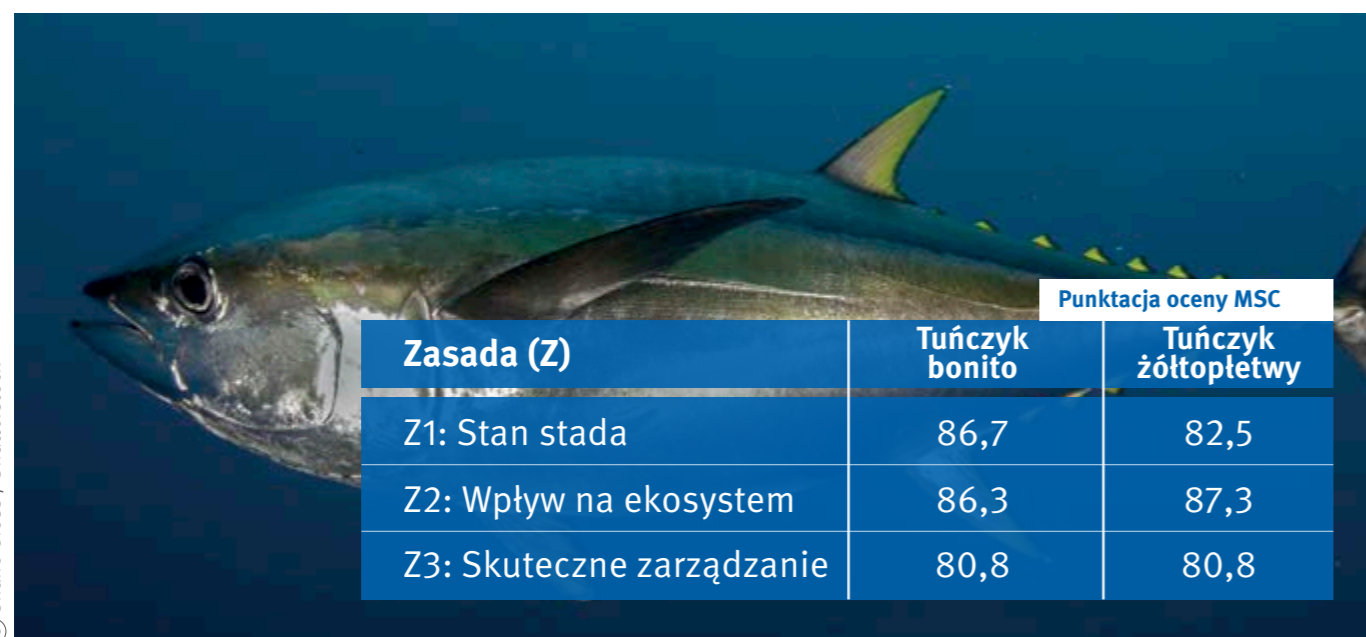 Punktacja oceny MSC
Zasada (Z) Tuńczyk bonito Tuńczyk żółtopłetwy
Z1: Stan stada 86,7 82,5
Z2: Wpływ na ekosystem 86,3 87,3
Z3: Skuteczne zarządzanie 80,8 80,8